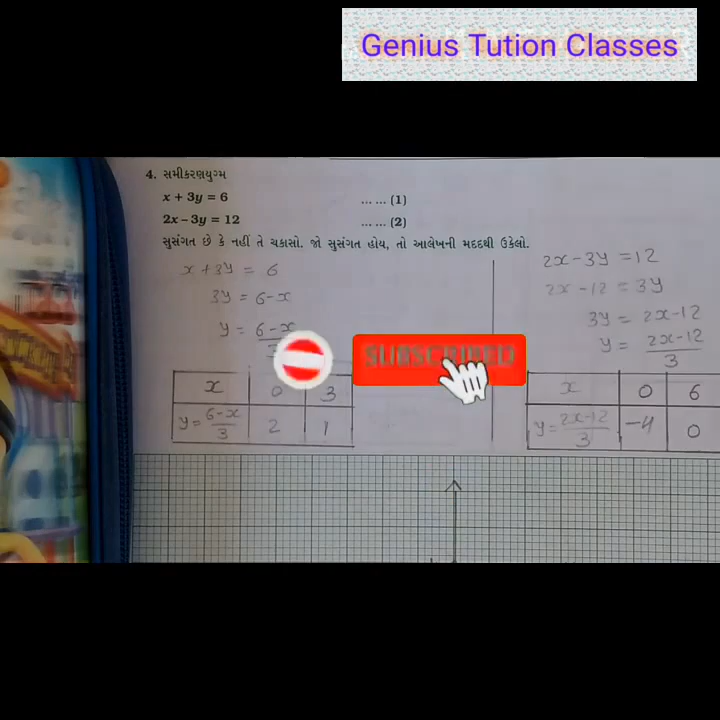 Genius Tution Classes
4. સમીકરણયુગ્મ
x + 3y = 6 ... ... (1)
2x – 3y = 12 ... ... (2)
સુસંગત છે કે નહીં તે ચકાસો. જો સુસંગત હોય, તો આલેખની મદદથી ઉકેલો.
x + 3y = 6
3y = 6-x
y = 6-x
x 0 3
y = 6-x/3 2 1
SUBSCRIBED
2x-3y = 12
2x-12 = 3y
3y = 2x-12
y = 2x-12/3
x 0 6
y = 2x-12/3 -4 0